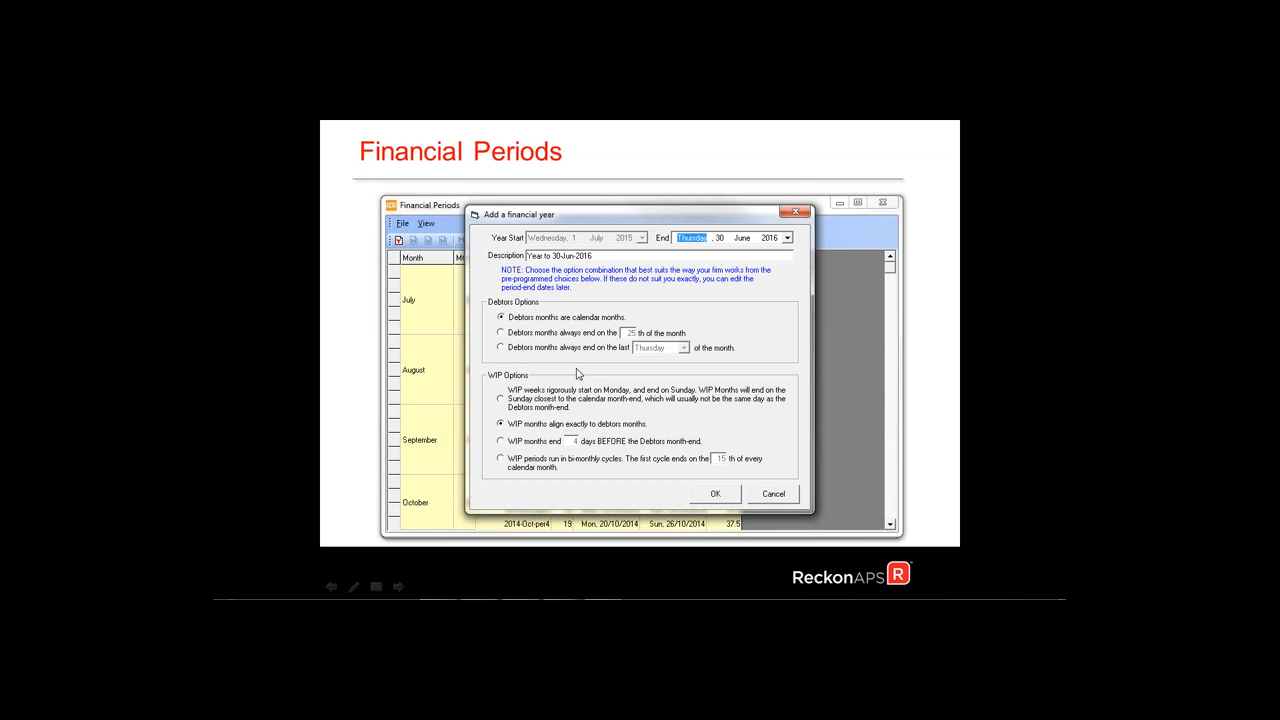 Financial Periods
Financial Periods
File View
Month
July
August
September
October
2014-Oct-per4 19 Mon, 20/10/2014 Sun, 26/10/2014 37.5
Add a financial year
Year Start Wednesday, 1 July 2015 End Thursday, 30 June 2016
Description Year to 30-Jun-2016
NOTE: Choose the option combination that best suits the way your firm works from the
pre-programmed choices below. If these do not suit you exactly, you can edit the
period-end dates later.
Debtors Options
Debtors months are calendar months.
Debtors months always end on the 25 th of the month
Debtors months always end on the last Thursday of the month.
WIP Options
WIP weeks rigorously start on Monday, and end on Sunday. WIP Months will end on the
Sunday closest to the calendar month-end, which will usually not be the same day as the
Debtors month-end.
WIP months align exactly to debtors months.
WIP months end 4 days BEFORE the Debtors month-end.
WIP periods run in bi-monthly cycles. The first cycle ends on the 15 th of every
calendar month.
OK Cancel
ReckonAPS R